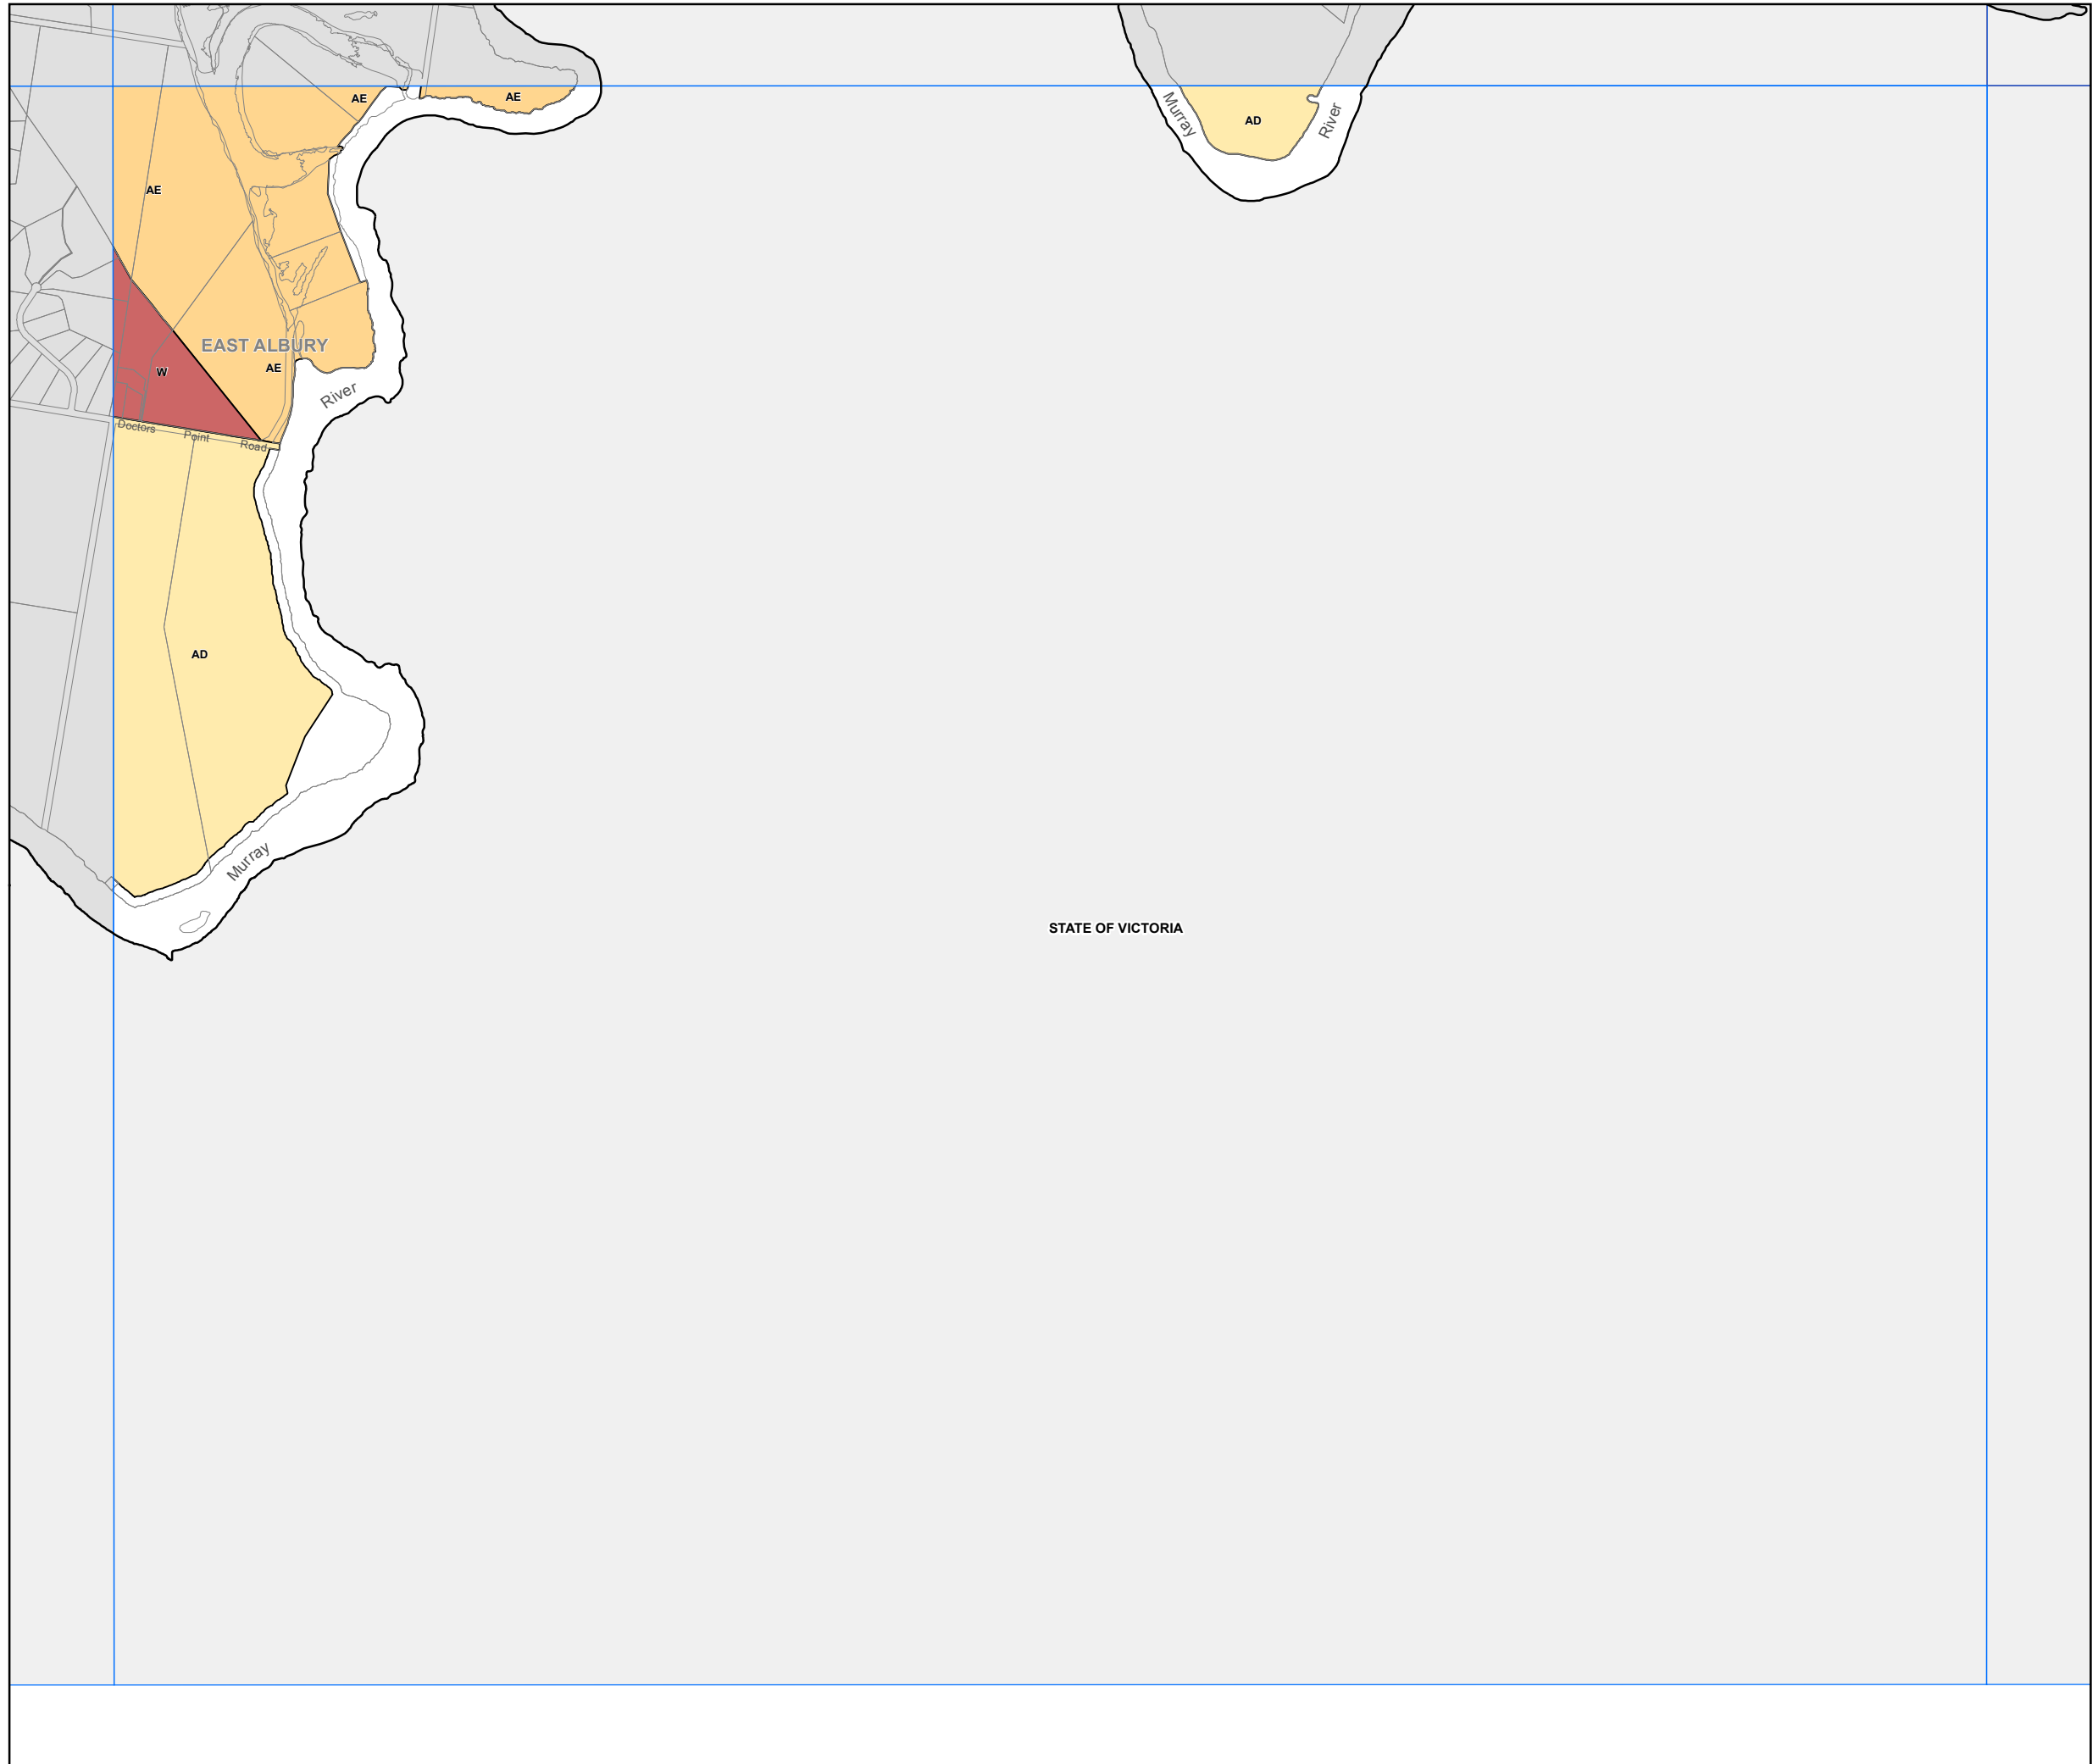 AE
AE
AD
Murray
River
AE
EAST ALBURY
AE
W
River
Doctors Point Road
AD
Murray
STATE OF VICTORIA